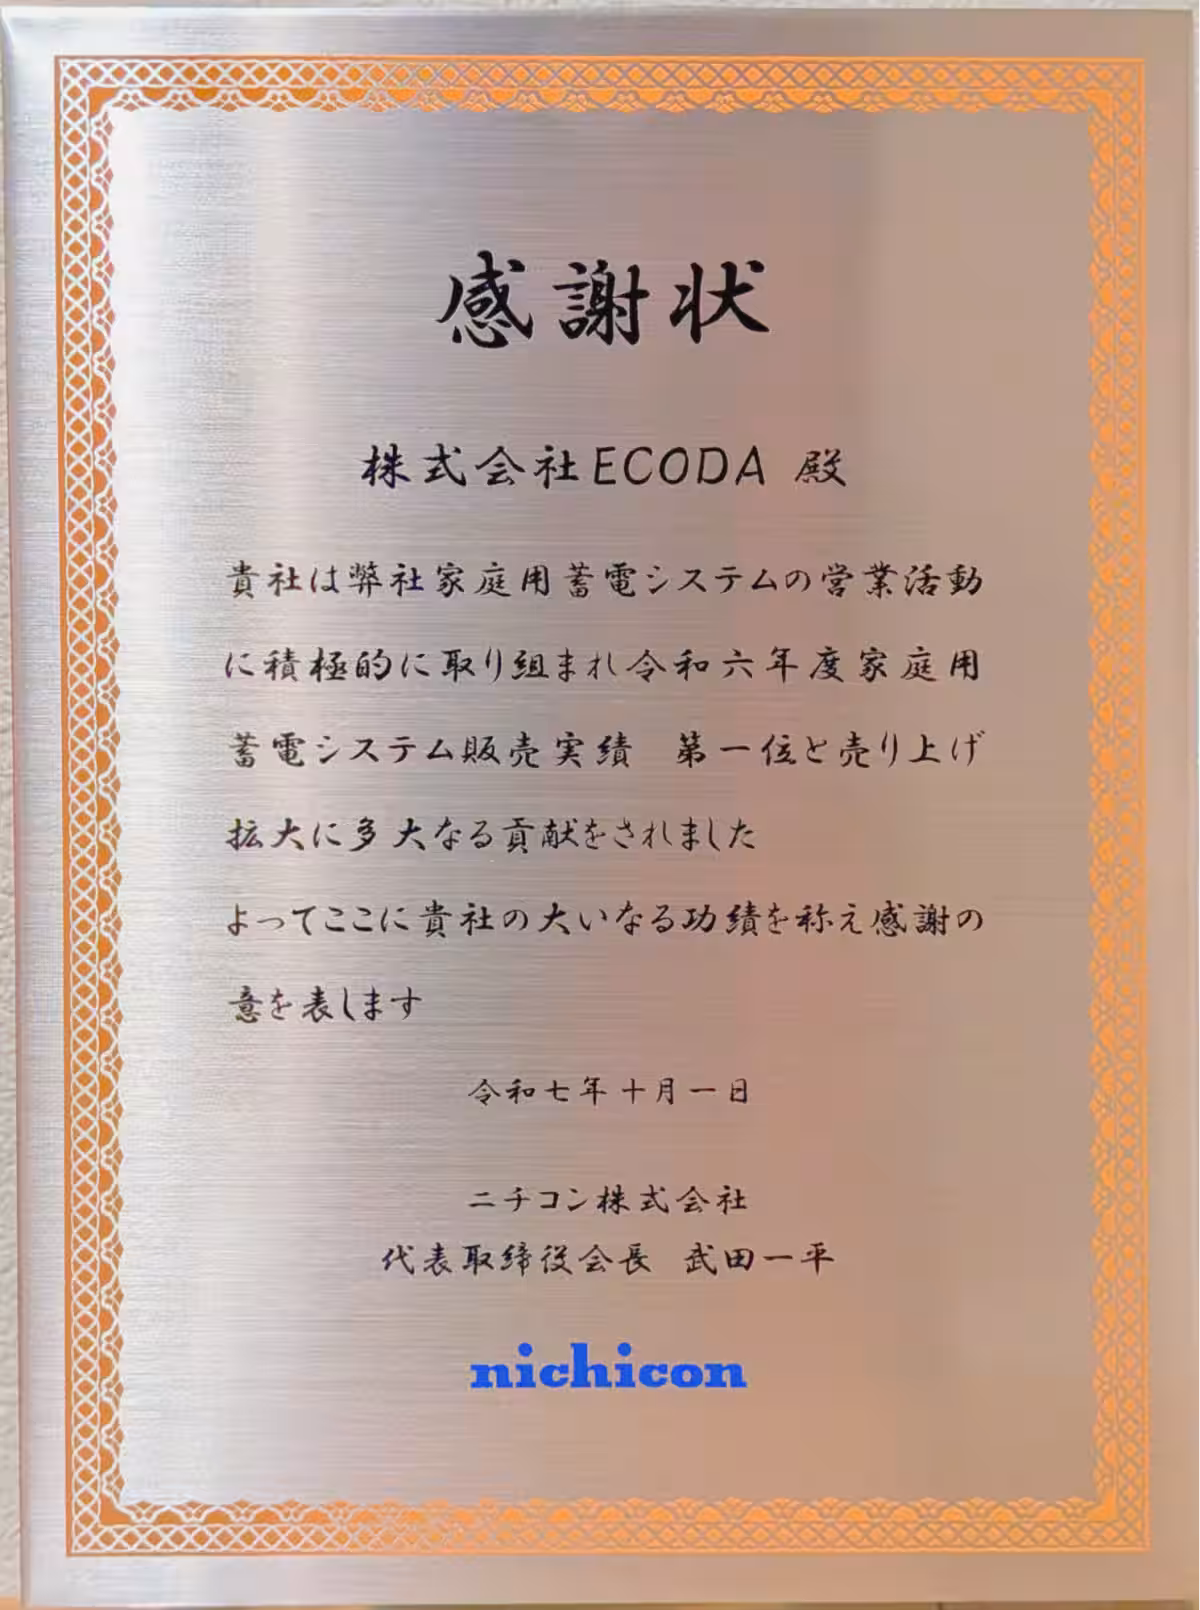 感謝状
株式会社ECODA 殿
貴社は弊社家庭用蓄電システムの営業活動
に積極的に取り組まれ令和六年度家庭用
蓄電システム販売実績　第一位と売り上げ
拡大に多大なる貢献をされました
よってここに貴社の大いなる功績を称え感謝の
意を表します
令和七年十月一日
ニチコン株式会社
代表取締役会長　武田一平
nichicon